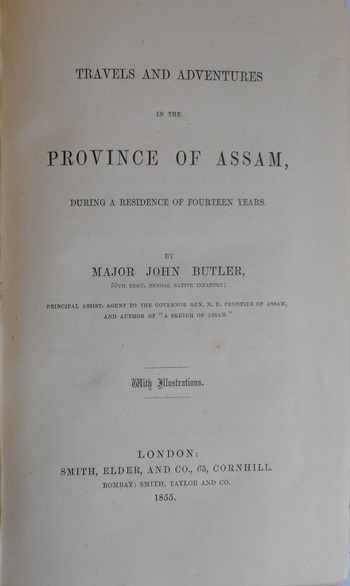 TRAVELS AND ADVENTURES
IN THE
PROVINCE OF ASSAM,
DURING A RESIDENCE OF FOURTEEN YEARS.
BY
MAJOR JOHN BUTLER,
55TH REGT. BENGAL NATIVE INFANTRY;
PRINCIPAL ASSIST. AGENT TO THE GOVERNOR GEN. N. E. FRONTIER OF ASSAM,
AND AUTHOR OF "A SKETCH OF ASSAM."
With Illustrations.
LONDON:
SMITH, ELDER, AND CO., 65, CORNHILL.
BOMBAY: SMITH, TAYLOR AND CO.
1855.